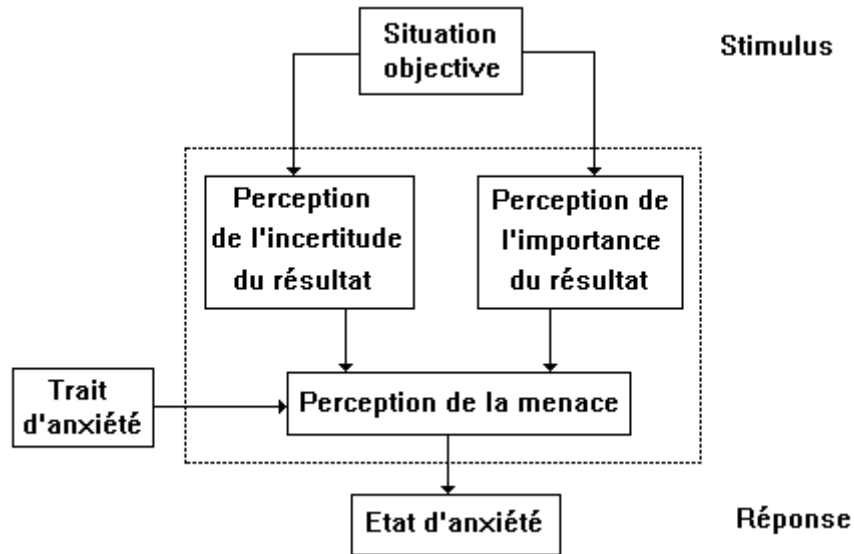 Situation
objective
Stimulus
Perception
de l'incertitude
du résultat
Perception de
l'importance
du résultat
Trait
d'anxiété
Perception de la menace
Etat d'anxiété
Réponse